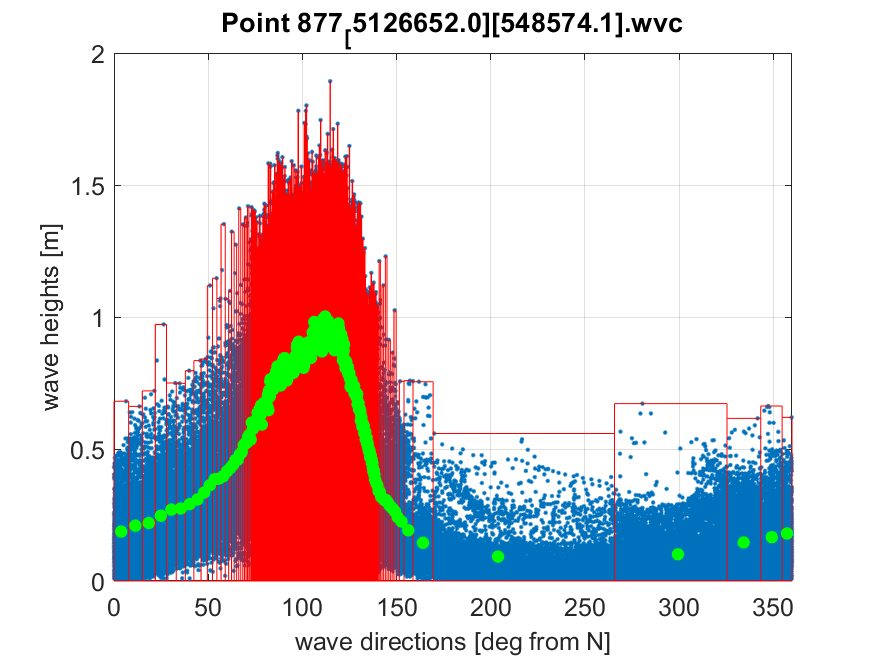 Point 877[5126652.0][548574.1].wvc
2
1.5
1
0.5
0
0 50 100 150 200 250 300 350
wave heights [m]
wave directions [deg from N]